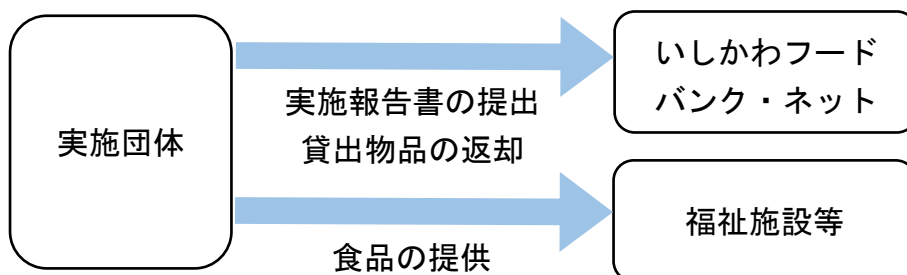 実施団体
実施報告書の提出
貸出物品の返却
いしかわフード
バンク・ネット
食品の提供
福祉施設等